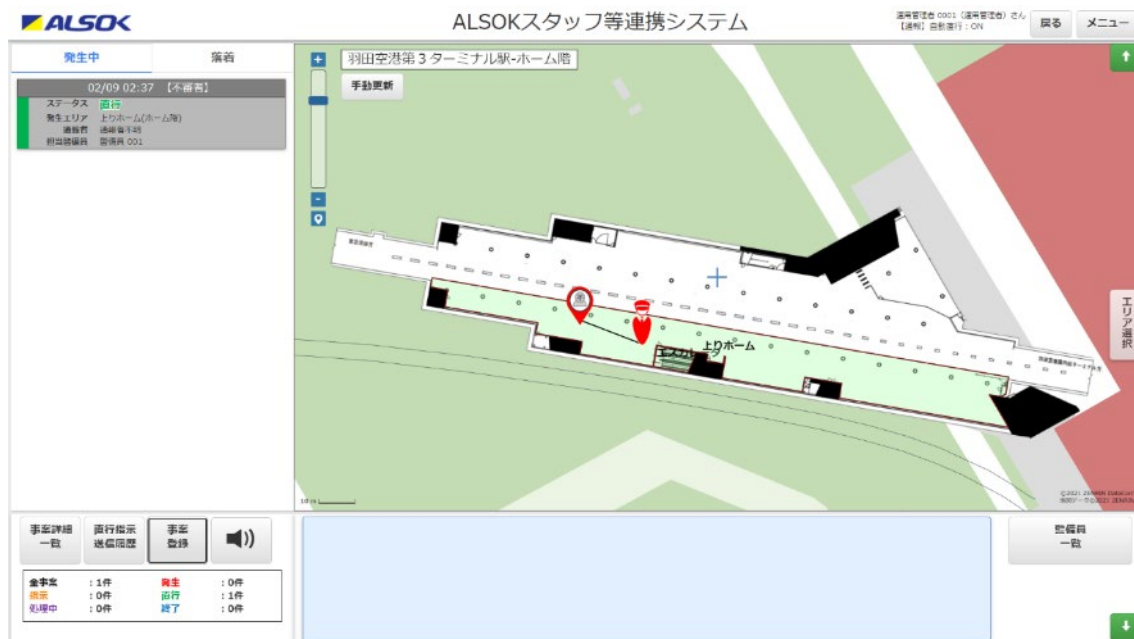 ALSOK
ALSOKスタッフ等連携システム
運用管理者 0001（運用管理者）さん
【通報】自動直行：ON
戻る
メニュー
発生中
落着
02/09 02:37 【不審者】
ステータス 直行
発生エリア 上りホーム(ホーム階)
通報者 通報者不明
担当警備員 警備員 001
羽田空港第３ターミナル駅-ホーム階
手動更新
エリア選択
上りホーム
エスカレータ
10 m
事案詳細
一覧
直行指示
送信履歴
事案
登録
警備員
一覧
全事案 : 1件 発生 : 0件
指示 : 0件 直行 : 1件
処理中 : 0件 終了 : 0件